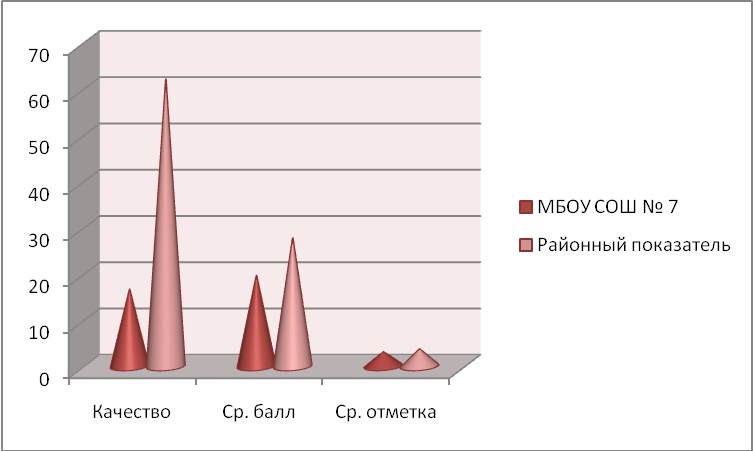 70
60
50
40
30
20
10
0
Качество
Ср. балл
Ср. отметка
МБОУ СОШ № 7
Районный показатель